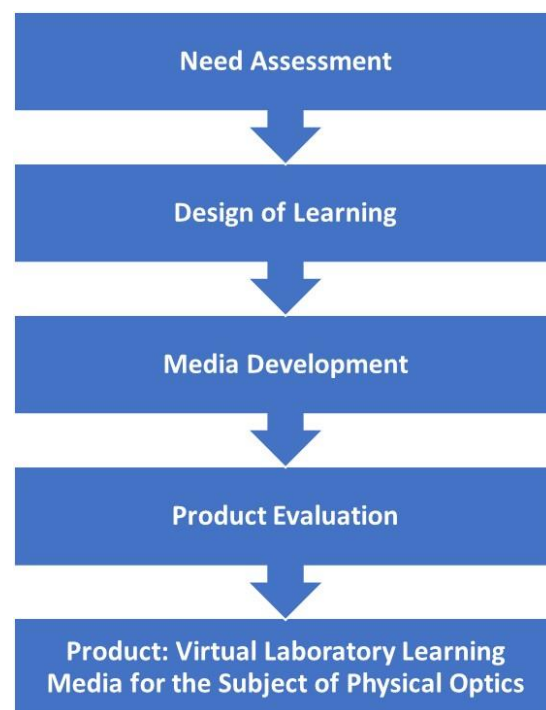 Need Assessment
Design of Learning
Media Development
Product Evaluation
Product: Virtual Laboratory Learning
Media for the Subject of Physical Optics